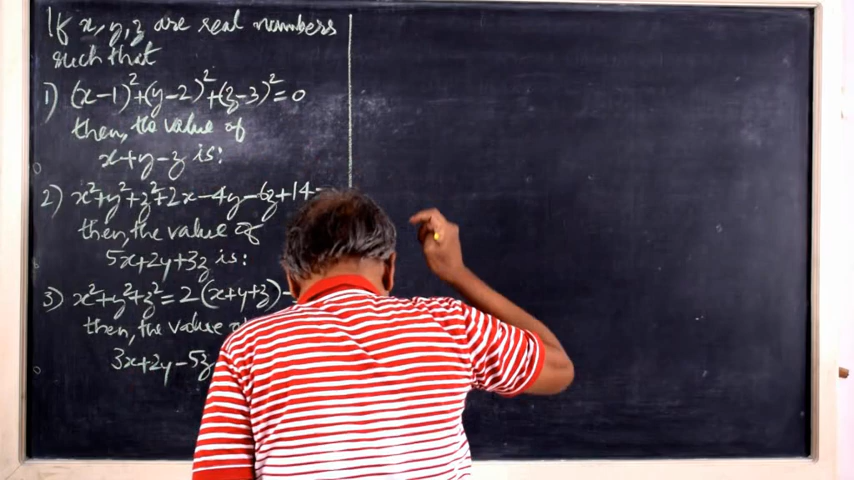 If x, y, z are real numbers
such that
1) (x-1)²+(y-2)²+(z-3)²=0
then, the value of
x+y-z is:
2) x²+y²+z²+2x-4y-6z+14=
then, the value of
5x+2y+3z is:
3) x²+y²+z²=2(x+y+z)-
then, the value
3x+2y-5z